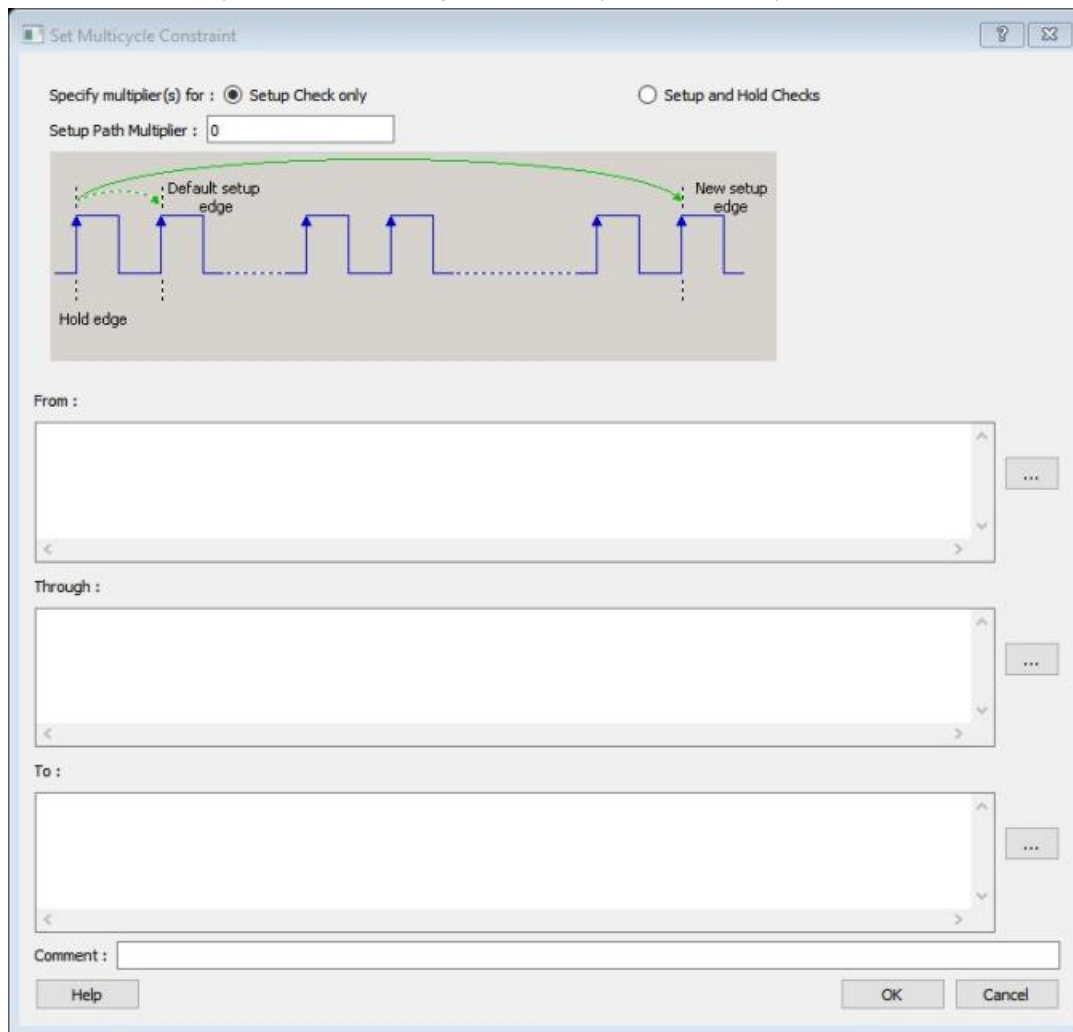 Set Multicycle Constraint
Specify multiplier(s) for : Setup Check only Setup and Hold Checks
Setup Path Multiplier : 0
Default setup
edge
New setup
edge
Hold edge
From :
...
Through :
...
To :
...
Comment :
Help OK Cancel